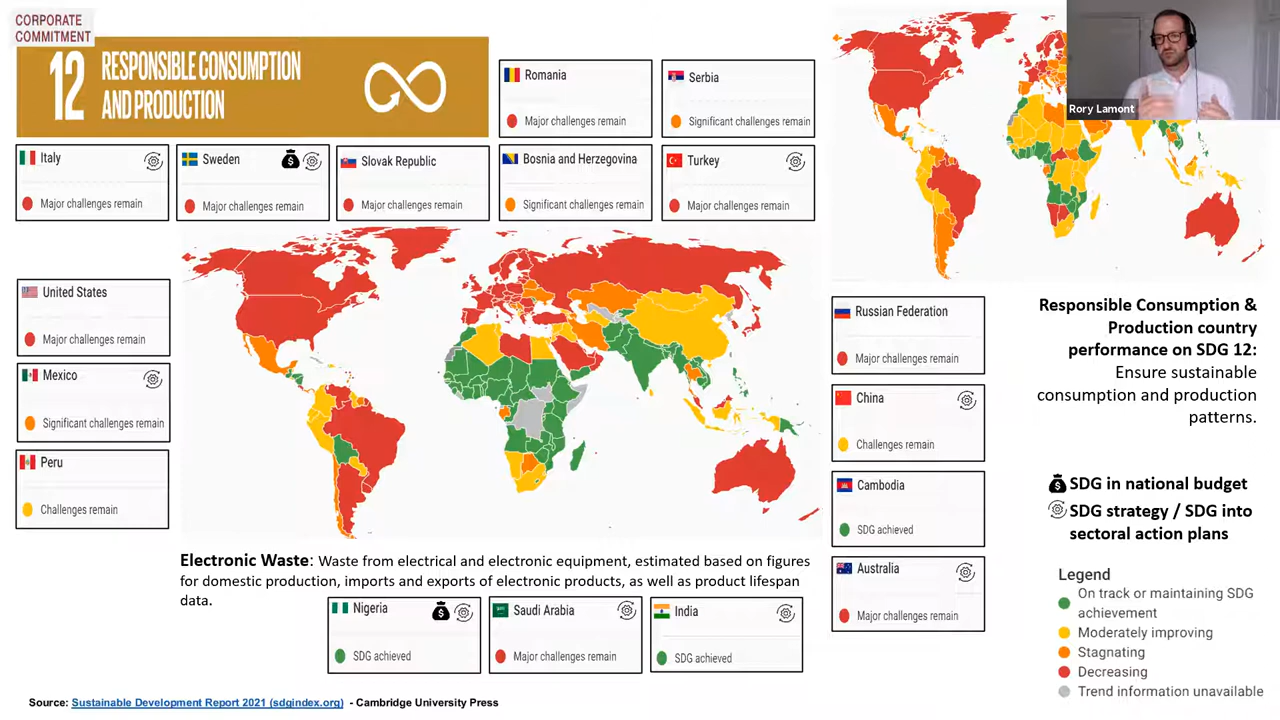 CORPORATE
COMMITMENT
12 RESPONSIBLE CONSUMPTION
AND PRODUCTION
Romania
Major challenges remain
Serbia
Significant challenges remain
Rory Lamont
Italy
Major challenges remain
Sweden
Major challenges remain
Slovak Republic
Major challenges remain
Bosnia and Herzegovina
Significant challenges remain
Turkey
Major challenges remain
United States
Major challenges remain
Mexico
Significant challenges remain
Peru
Challenges remain
Russian Federation
Major challenges remain
China
Challenges remain
Cambodia
SDG achieved
Australia
Major challenges remain
Responsible Consumption &
Production country
performance on SDG 12:
Ensure sustainable
consumption and production
patterns.
SDG in national budget
SDG strategy / SDG into
sectoral action plans
Legend
On track or maintaining SDG
achievement
Moderately improving
Stagnating
Decreasing
Trend information unavailable
Electronic Waste: Waste from electrical and electronic equipment, estimated based on figures
for domestic production, imports and exports of electronic products, as well as product lifespan
data.
Nigeria
SDG achieved
Saudi Arabia
Major challenges remain
India
SDG achieved
Source: Sustainable Development Report 2021 (sdgindex.org) - Cambridge University Press